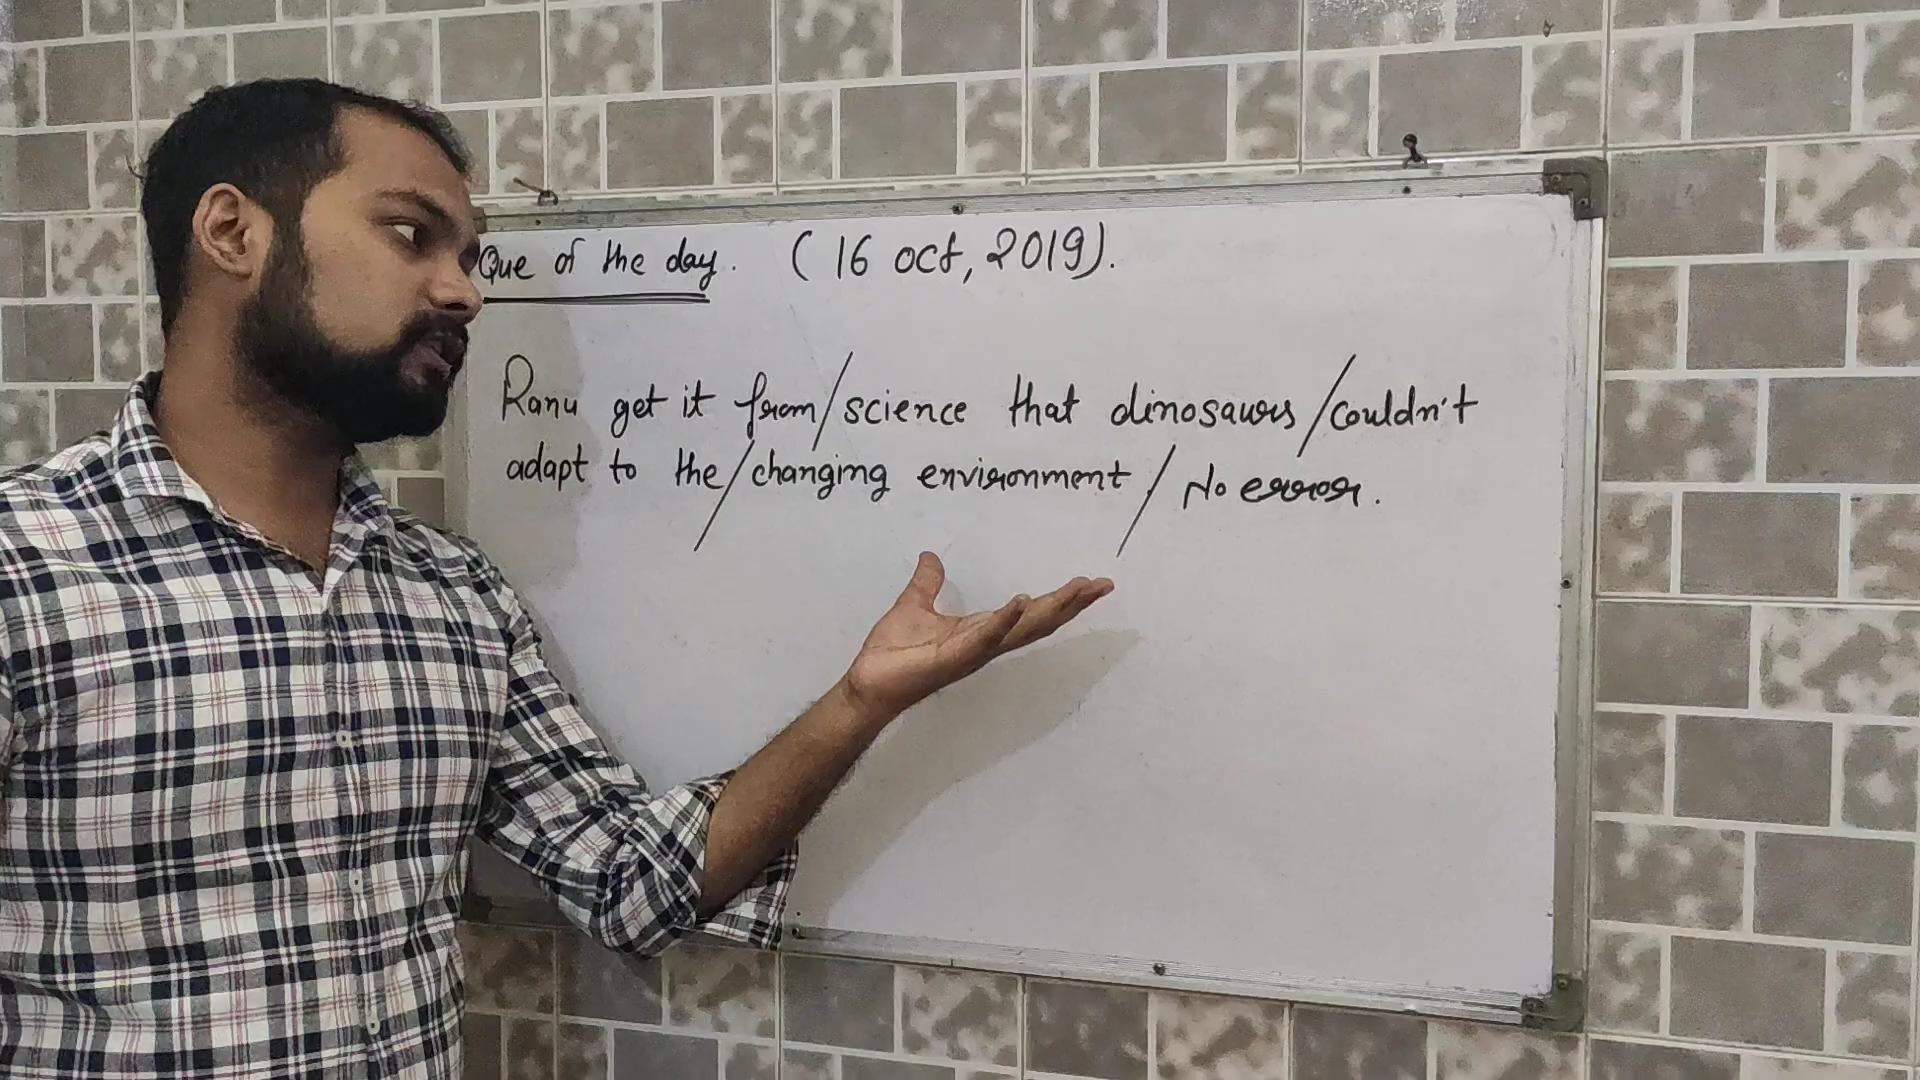 Que of the day. (16 oct, 2019).
Ranu get it from/science that dinosaurs/couldn't
adapt to the/changing environment/No error.